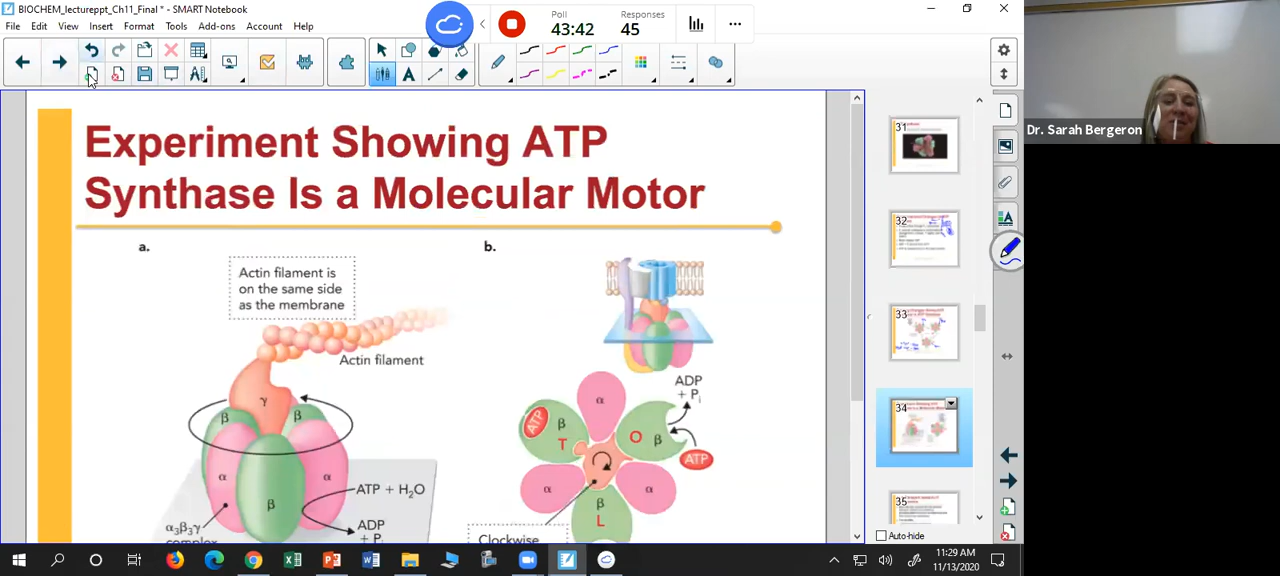 BIOCHEM_lectureppt_Ch11_Final * - SMART Notebook
File Edit View Insert Format Tools Add-ons Account Help
Poll
43:42
Responses
45
Dr. Sarah Bergeron
Experiment Showing ATP
Synthase Is a Molecular Motor
a.
Actin filament is
on the same side
as the membrane
Actin filament
γ
β
β
α
α
β
ATP + H₂O
ADP
+ Pᵢ
α₃β₃γ
complex
b.
ADP
+ Pᵢ
α
ATP
β
T
O
β
ATP
α
α
β
L
Clockwise
31
32
33
34
35
Auto-hide
11:29 AM
11/13/2020